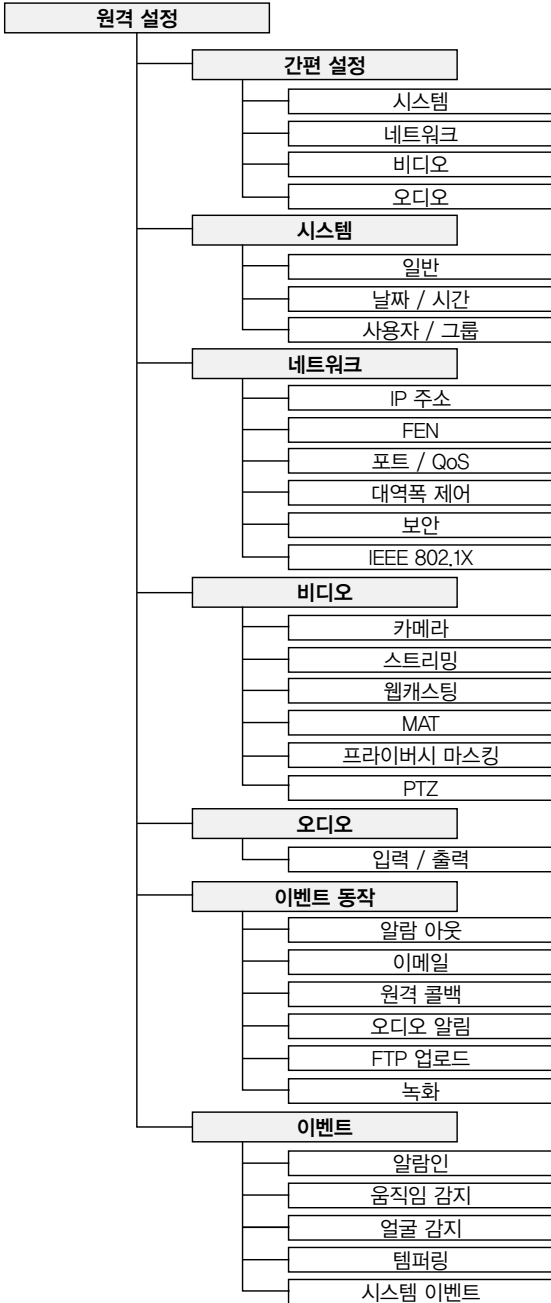 원격 설정
간편 설정
시스템
네트워크
비디오
오디오
시스템
일반
날짜 / 시간
사용자 / 그룹
네트워크
IP 주소
FEN
포트 / QoS
대역폭 제어
보안
IEEE 802.1X
비디오
카메라
스트리밍
웹캐스팅
MAT
프라이버시 마스킹
PTZ
오디오
입력 / 출력
이벤트 동작
알람 아웃
이메일
원격 콜백
오디오 알림
FTP 업로드
녹화
이벤트
알람인
움직임 감지
얼굴 감지
템퍼링
시스템 이벤트